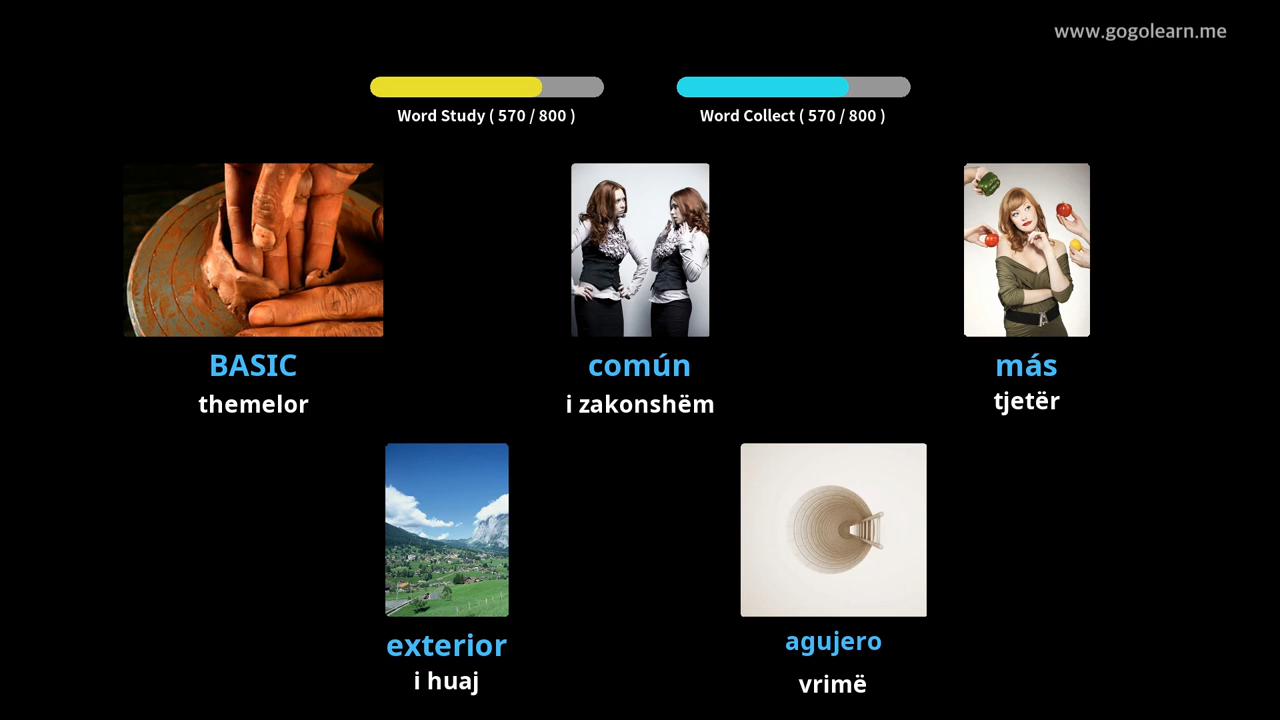 www.gogolearn.me
Word Study ( 570 / 800 )
Word Collect ( 570 / 800 )
BASIC
themelor
común
i zakonshëm
más
tjetër
exterior
i huaj
agujero
vrimë